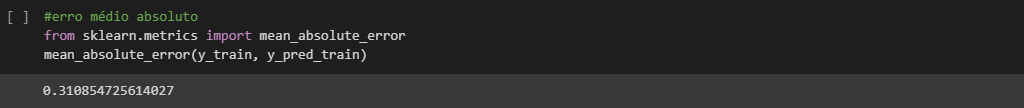 [ ] #erro médio absoluto
from sklearn.metrics import mean_absolute_error
mean_absolute_error(y_train, y_pred_train)
0.310854725614027